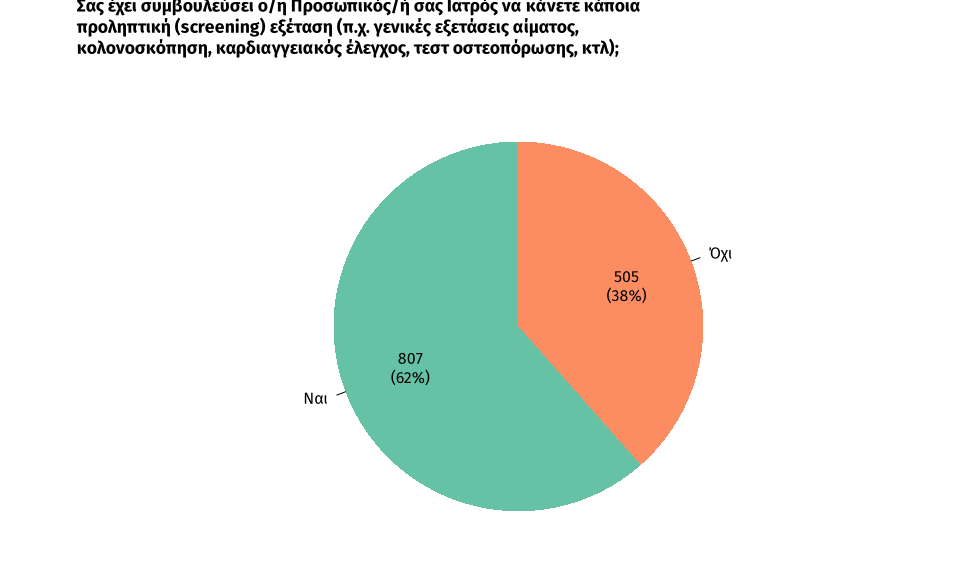 Σας έχει συμβουλεύσει ο/η Προσωπικός/ή σας Ιατρός να κάνετε κάποια
προληπτική (screening) εξέταση (π.χ. γενικές εξετάσεις αίματος,
κολονοσκόπηση, καρδιαγγειακός έλεγχος, τεστ οστεοπόρωσης, κτλ);
Όχι
505
(38%)
807
(62%)
Ναι